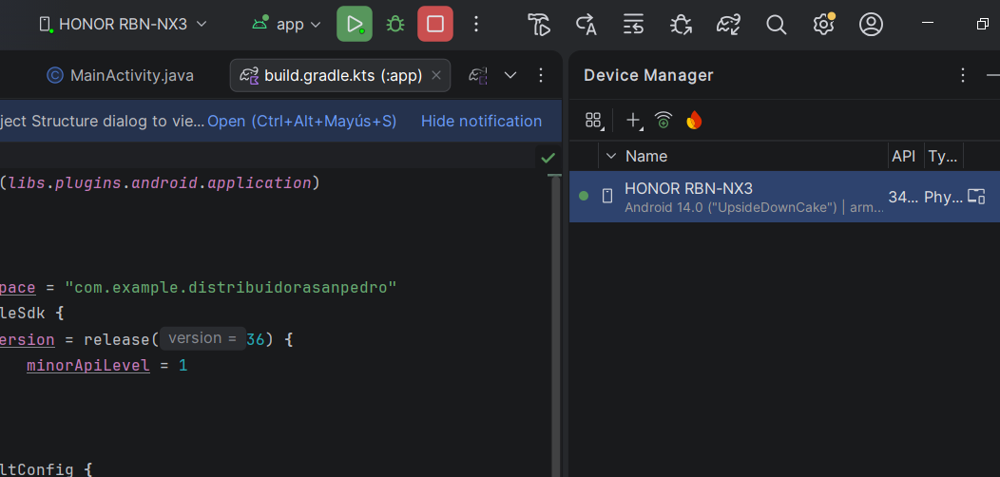 HONOR RBN-NX3
app
MainActivity.java
build.gradle.kts (:app)
Device Manager
ject Structure dialog to vie... Open (Ctrl+Alt+Mayús+S) Hide notification
Name API Ty...
(libs.plugins.android.application)
HONOR RBN-NX3
Android 14.0 ("UpsideDownCake") | arm...
34... Phy...
pace = "com.example.distribuidorasanpedro"
leSdk {
ersion = release( version = 36) {
minorApiLevel = 1
ltConfig {